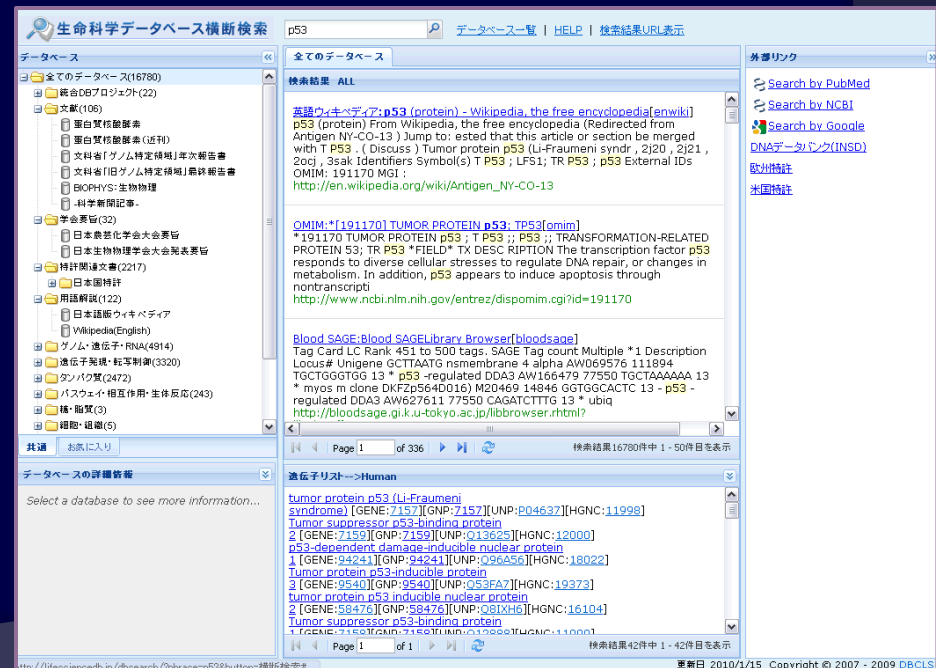 生命科学データベース横断検索
p53
データベース一覧 | HELP | 検索結果URL表示
データベース
全てのデータベース(16780)
統合DBプロジェクト(22)
文献(106)
蛋白質核酸酵素
蛋白質核酸酵素(近刊)
文科省「ゲノム特定領域」年次報告書
文科省「旧ゲノム特定領域」最終報告書
BIOPHYS:生物物理
-科学新聞記事-
学会要旨(32)
日本農芸化学会大会要旨
日本生物物理学会大会発表要旨
特許関連文書(2217)
日本国特許
用語解説(122)
日本語版ウィキペディア
Wikipedia(English)
ゲノム・遺伝子・RNA(4914)
遺伝子発現・転写制御(3320)
タンパク質(2472)
パスウェイ・相互作用・生体反応(243)
糖・脂質(3)
細胞・組織(5)
共通 お気に入り
データベースの詳細情報
Select a database to see more information...
全てのデータベース
検索結果 ALL
英語ウィキペディア:p53 (protein) - Wikipedia, the free encyclopedia[enwiki]
p53 (protein) From Wikipedia, the free encyclopedia (Redirected from
Antigen NY-CO-13 ) Jump to: ested that this article or section be merged
with T P53 . ( Discuss ) Tumor protein p53 (Li-Fraumeni syndr , 2j20 , 2j21 ,
2ocj , 3sak Identifiers Symbol(s) T P53 ; LFS1; TR P53 ; p53 External IDs
OMIM: 191170 MGI :
http://en.wikipedia.org/wiki/Antigen_NY-CO-13
OMIM:*[191170] TUMOR PROTEIN p53; TP53[omim]
*191170 TUMOR PROTEIN p53 ; T P53 ;; P53 ;; TRANSFORMATION-RELATED
PROTEIN 53; TR P53 *FIELD* TX DESC RIPTION The transcription factor p53
responds to diverse cellular stresses to regulate DNA repair, or changes in
metabolism. In addition, p53 appears to induce apoptosis through
nontranscripti
http://www.ncbi.nlm.nih.gov/entrez/dispomim.cgi?id=191170
Blood SAGE:Blood SAGELibrary Browser[bloodsage]
Tag Card LC Rank 451 to 500 tags. SAGE Tag count Multiple *1 Description
Locus# Unigene GCTTAATG nsmembrane 4 alpha AW069576 111894
TGCTGGGTGG 13 * p53 -regulated DDA3 AW166479 77550 TGCTAAAAAA 13
* myos m clone DKFZp564D016) M20469 14846 GGTGGCACTC 13 - p53 -
regulated DDA3 AW627611 77550 CAGATCTTTG 13 * ubiq
http://bloodsage.gi.k.u-tokyo.ac.jp/libbrowser.rhtml?
Page 1 of 336 検索結果16780件中 1 - 50件目を表示
遺伝子リスト-->Human
tumor protein p53 (Li-Fraumeni
syndrome) [GENE:7157][GNP:7157][UNP:P04637][HGNC:11998]
Tumor suppressor p53-binding protein
2 [GENE:7159][GNP:7159][UNP:Q13625][HGNC:12000]
p53-dependent damage-inducible nuclear protein
1 [GENE:94241][GNP:94241][UNP:Q96A56][HGNC:18022]
Tumor protein p53-inducible protein
3 [GENE:9540][GNP:9540][UNP:Q53FA7][HGNC:19373]
tumor protein p53 inducible nuclear protein
2 [GENE:58476][GNP:58476][UNP:Q8IXH6][HGNC:16104]
Tumor suppressor p53-binding protein
1 [GENE:7158][GNP:7158][UNP:Q12888][HGNC:11999]
Page 1 of 1 検索結果42件中 1 - 42件目を表示
外部リンク
Search by PubMed
Search by NCBI
Search by Google
DNAデータバンク(INSD)
欧州特許
米国特許
http://lifesciencedb.jp/dbsearch/?phrase=p53&button=横断検索#
更新日 2010/1/15 Copyright © 2007 - 2009 DBCLS